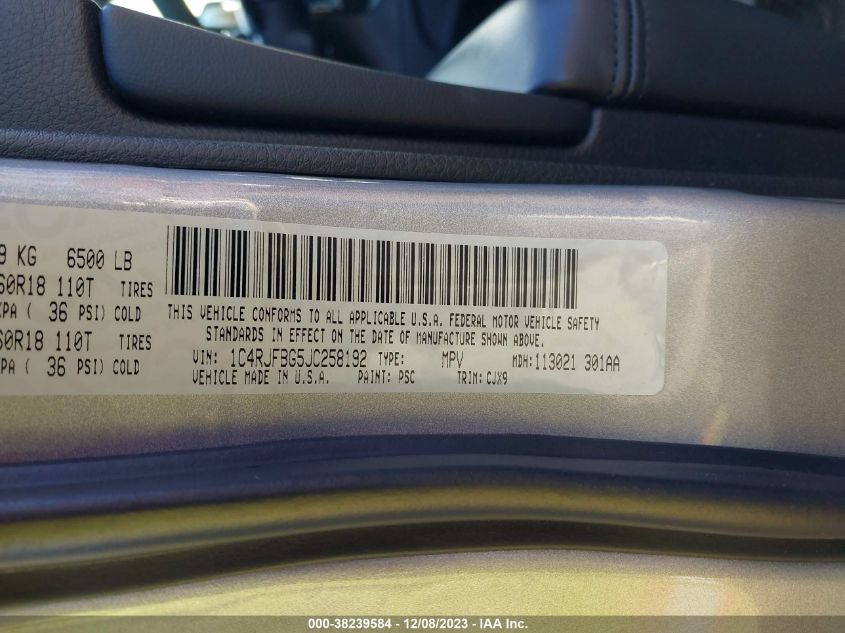 9 KG 6500 LB
60R18 110T TIRES
KPA ( 36 PSI) COLD
60R18 110T TIRES
PA ( 36 PSI) COLD
THIS VEHICLE CONFORMS TO ALL APPLICABLE U.S.A. FEDERAL MOTOR VEHICLE SAFETY
STANDARDS IN EFFECT ON THE DATE OF MANUFACTURE SHOWN ABOVE.
VIN: 1C4RJFBG5JC258192 TYPE: MPV MDH: 113021 301AA
VEHICLE MADE IN U.S.A. PAINT: PSC TRIM: CJX9
000-38239584 - 12/08/2023 - IAA Inc.